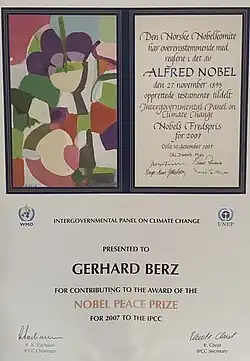 Den Norske Nobelkomite
har overensstemmende med
reglene i det av
ALFRED NOBEL
den 27 november 1895
opprettede testamente tildelt
Intergovernmental Panel on
Climate Change
Nobels Fredspris
for 2007
Oslo, 10 desember 2007
WMO
INTERGOVERNMENTAL PANEL ON CLIMATE CHANGE
UNEP
PRESENTED TO
GERHARD BERZ
FOR CONTRIBUTING TO THE AWARD OF THE
NOBEL PEACE PRIZE
FOR 2007 TO THE IPCC
R. K. Pachauri
IPCC Chairman
R. Christ
IPCC Secretary